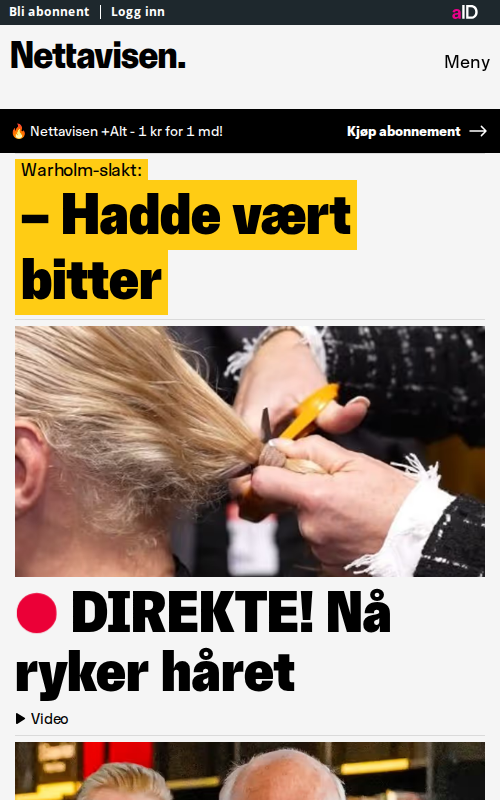 Bli abonnent | Logg inn
aID
Nettavisen.
Meny
🔥 Nettavisen +Alt - 1 kr for 1 md!
Kjøp abonnement →
Warholm-slakt:
– Hadde vært
bitter
DIREKTE! Nå
ryker håret
Video